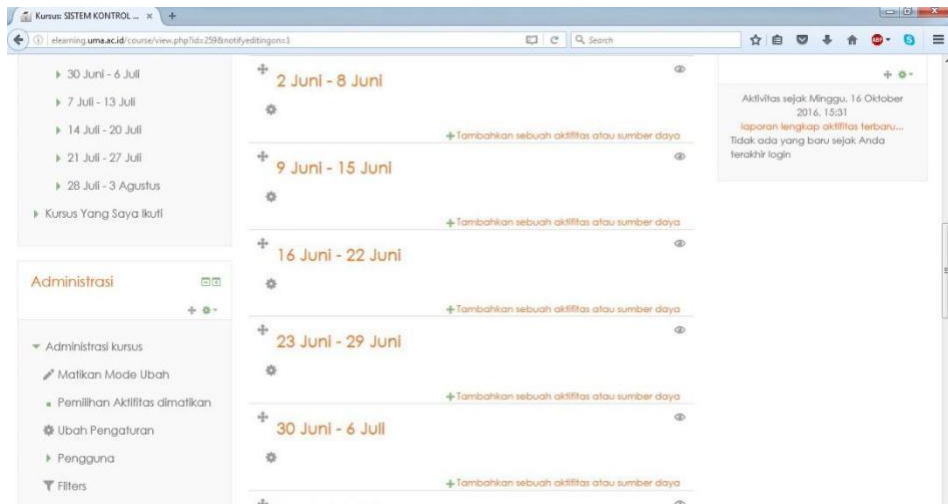 Kursus: SISTEM KONTROL ...
elearning.uma.ac.id/course/view.php?id=259&notifyeditingon=1
Search
30 Juni - 6 Juli
7 Juli - 13 Juli
14 Juli - 20 Juli
21 Juli - 27 Juli
28 Juli - 3 Agustus
Kursus Yang Saya Ikuti
Administrasi
Administrasi kursus
Matikan Mode Ubah
Pemilihan Aktifitas dimatikan
Ubah Pengaturan
Pengguna
Filters
2 Juni - 8 Juni
+Tambahkan sebuah aktifitas atau sumber daya
9 Juni - 15 Juni
+Tambahkan sebuah aktifitas atau sumber daya
16 Juni - 22 Juni
+Tambahkan sebuah aktifitas atau sumber daya
23 Juni - 29 Juni
+Tambahkan sebuah aktifitas atau sumber daya
30 Juni - 6 Juli
+Tambahkan sebuah aktifitas atau sumber daya
Aktivitas sejak Minggu, 16 Oktober
2016, 15:31
laporan lengkap aktifitas terbaru...
Tidak ada yang baru sejak Anda
terakhir login